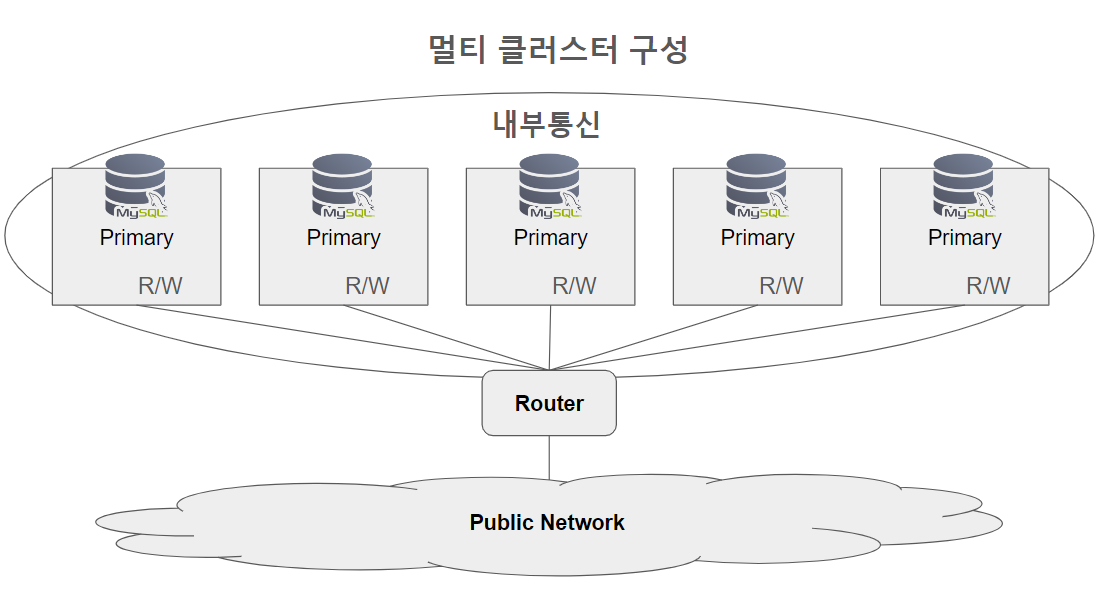 멀티 클러스터 구성
내부통신
MySQL MySQL MySQL MySQL MySQL
Primary Primary Primary Primary Primary
R/W R/W R/W R/W R/W
Router
Public Network